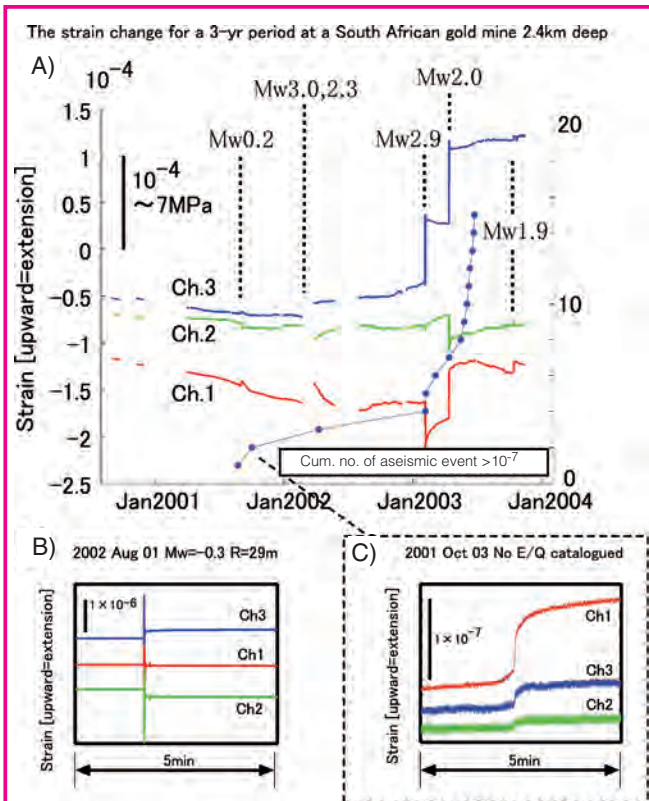 The strain change for a 3-yr period at a South African gold mine 2.4km deep
A)
10⁻⁴
Mw3.0,2.3
Mw2.0
Mw0.2
Mw2.9
Mw1.9
10⁻⁴
~7MPa
Strain [upward=extension]
1.5
1
0.5
0
-0.5
-1
-1.5
-2
-2.5
20
10
0
Ch.3
Ch.2
Ch.1
Cum. no. of aseismic event >10⁻⁷
Jan2001
Jan2002
Jan2003
Jan2004
B)
2002 Aug 01 Mw=-0.3 R=29m
Strain [upward=extension]
1×10⁻⁶
Ch3
Ch1
Ch2
5min
C)
2001 Oct 03 No E/Q catalogued
Strain [upward=extension]
1×10⁻⁷
Ch1
Ch3
Ch2
5min